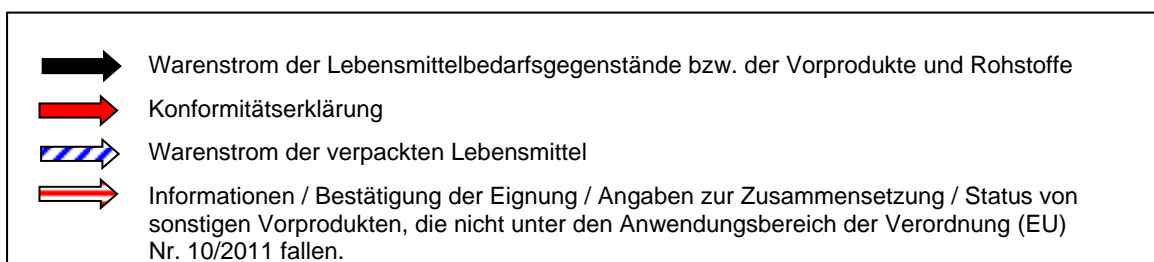 Warenstrom der Lebensmittelbedarfsgegenstände bzw. der Vorprodukte und Rohstoffe
Konformitätserklärung
Warenstrom der verpackten Lebensmittel
Informationen / Bestätigung der Eignung / Angaben zur Zusammensetzung / Status von
sonstigen Vorprodukten, die nicht unter den Anwendungsbereich der Verordnung (EU)
Nr. 10/2011 fallen.